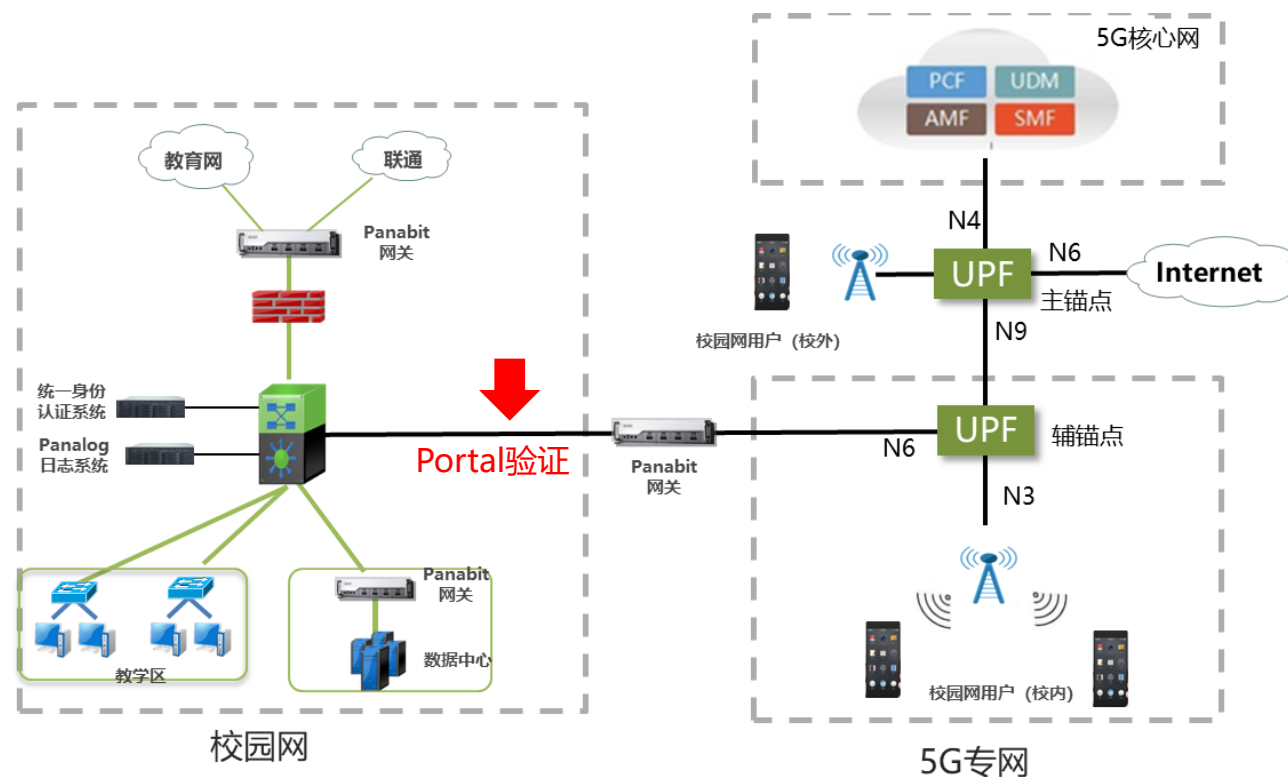 5G核心网
PCF
UDM
AMF
SMF
教育网
联通
Panabit
网关
N4
N6
UPF
Internet
主锚点
校园网用户（校外）
N9
统一身份
认证系统
Panalog
日志系统
Portal验证
Panabit
网关
N6
UPF
辅锚点
N3
Panabit
网关
数据中心
教学区
校园网用户（校内）
校园网
5G专网